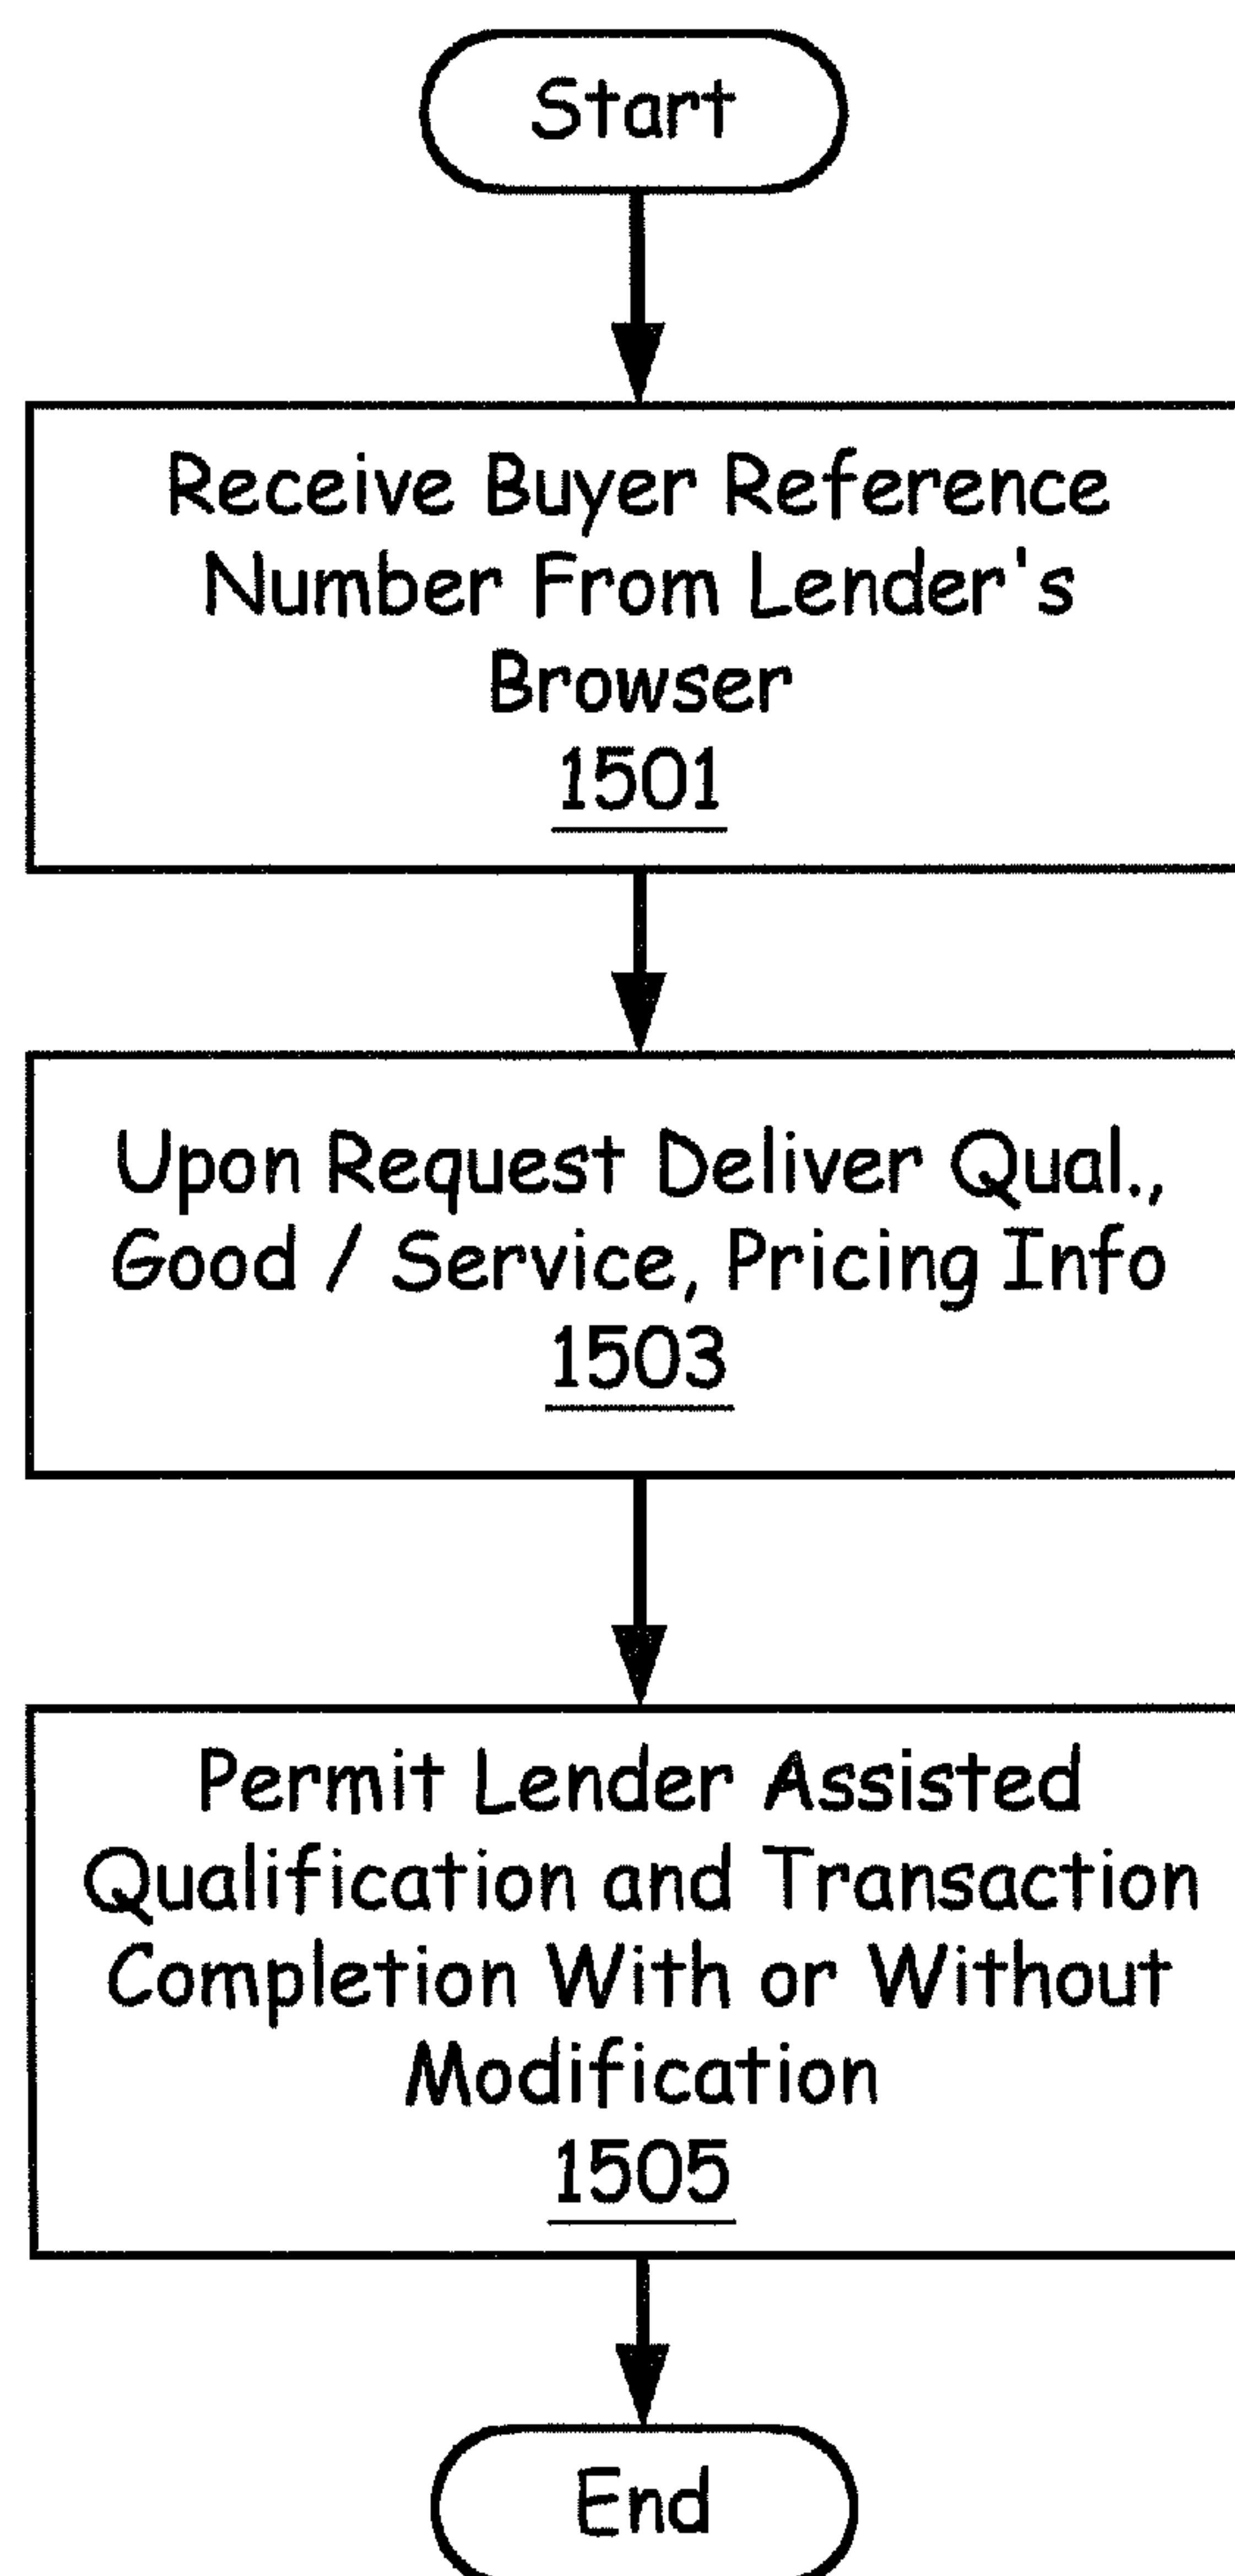 Start
Receive Buyer Reference
Number From Lender's
Browser
1501
Upon Request Deliver Qual.,
Good / Service, Pricing Info
1503
Permit Lender Assisted
Qualification and Transaction
Completion With or Without
Modification
1505
End